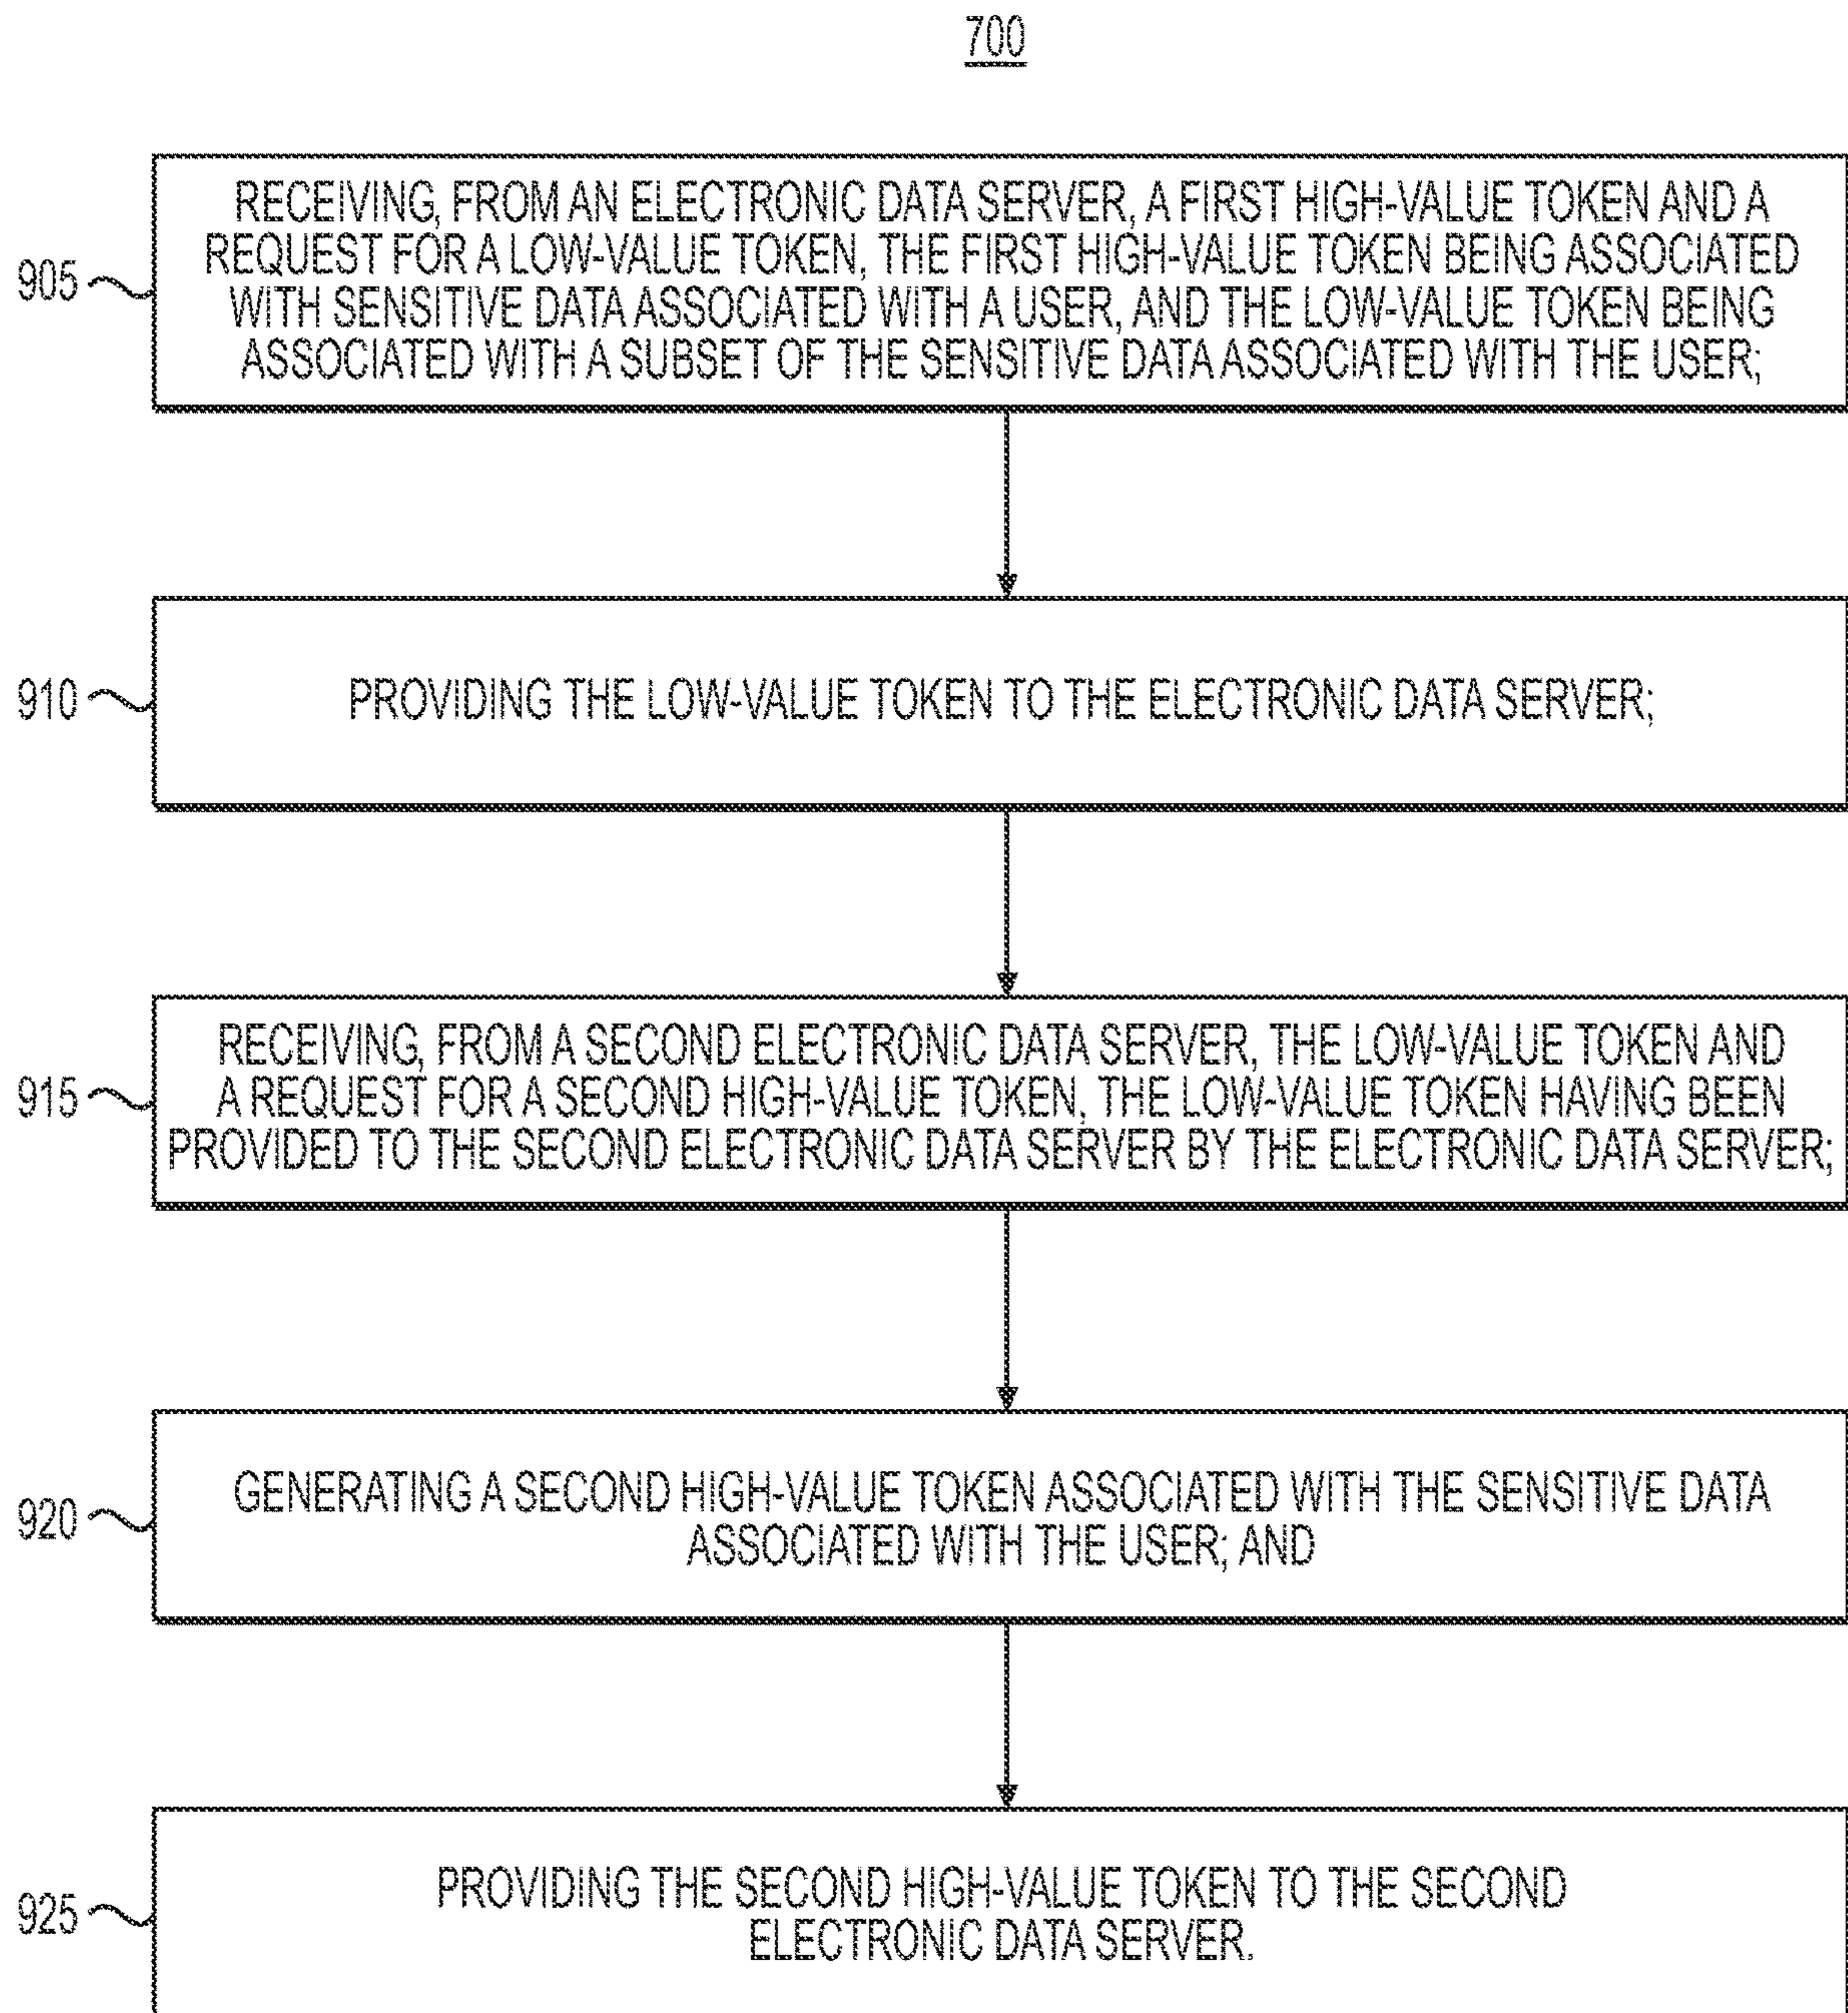 700
905
RECEIVING, FROM AN ELECTRONIC DATA SERVER, A FIRST HIGH-VALUE TOKEN AND A
REQUEST FOR A LOW-VALUE TOKEN, THE FIRST HIGH-VALUE TOKEN BEING ASSOCIATED
WITH SENSITIVE DATA ASSOCIATED WITH A USER, AND THE LOW-VALUE TOKEN BEING
ASSOCIATED WITH A SUBSET OF THE SENSITIVE DATA ASSOCIATED WITH THE USER;
910
PROVIDING THE LOW-VALUE TOKEN TO THE ELECTRONIC DATA SERVER;
915
RECEIVING, FROM A SECOND ELECTRONIC DATA SERVER, THE LOW-VALUE TOKEN AND
A REQUEST FOR A SECOND HIGH-VALUE TOKEN, THE LOW-VALUE TOKEN HAVING BEEN
PROVIDED TO THE SECOND ELECTRONIC DATA SERVER BY THE ELECTRONIC DATA SERVER;
920
GENERATING A SECOND HIGH-VALUE TOKEN ASSOCIATED WITH THE SENSITIVE DATA
ASSOCIATED WITH THE USER; AND
925
PROVIDING THE SECOND HIGH-VALUE TOKEN TO THE SECOND
ELECTRONIC DATA SERVER.